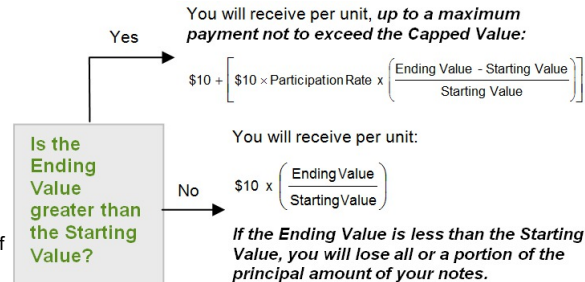 You will receive per unit, up to a maximum
payment not to exceed the Capped Value:
Yes
$10 + [ $10 × Participation Rate x ( Ending Value - Starting Value / Starting Value ) ]
Is the
Ending
Value
greater than
the Starting
Value?
f
No
You will receive per unit:
$10 x ( Ending Value / Starting Value )
If the Ending Value is less than the Starting
Value, you will lose all or a portion of the
principal amount of your notes.